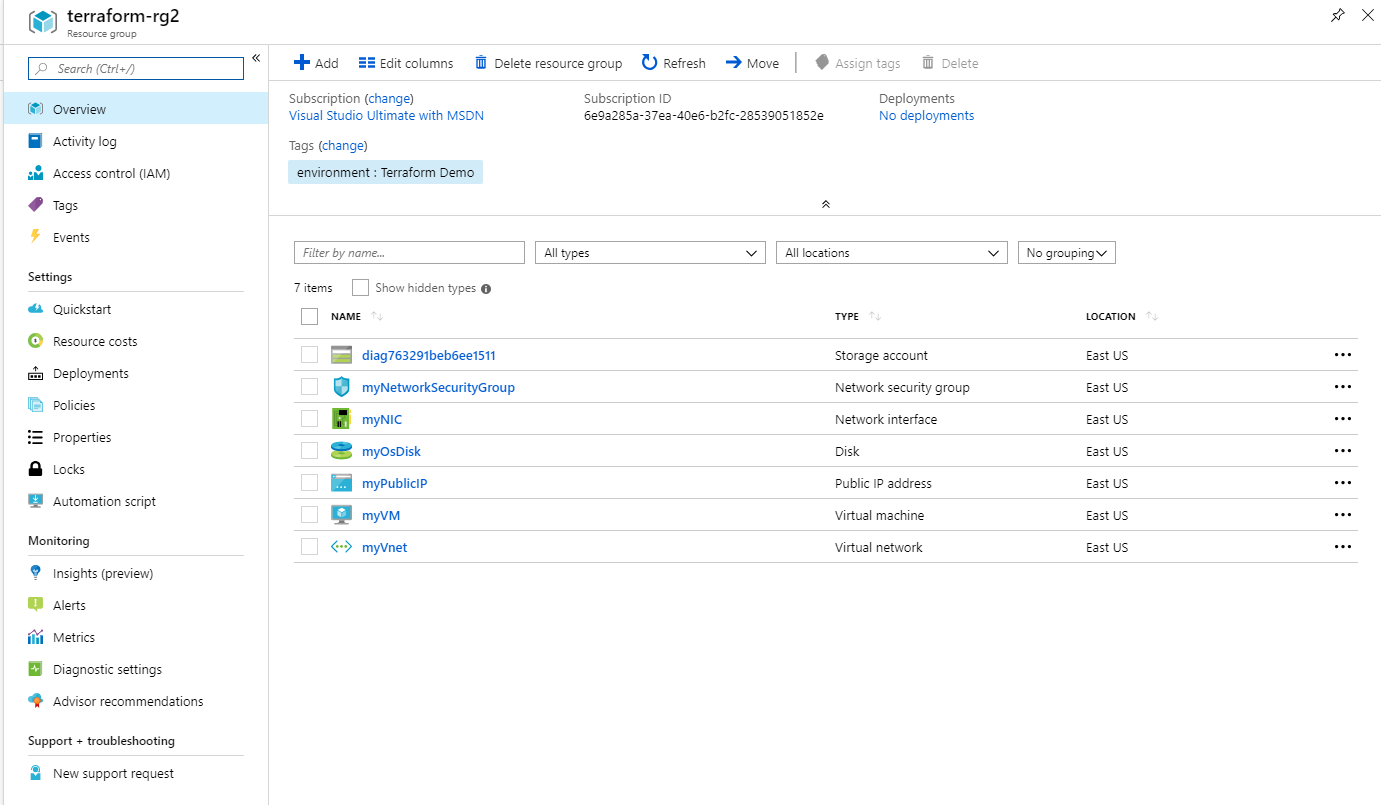 terraform-rg2
Resource group
Search (Ctrl+/)
«
Overview
Activity log
Access control (IAM)
Tags
Events
Settings
Quickstart
Resource costs
Deployments
Policies
Properties
Locks
Automation script
Monitoring
Insights (preview)
Alerts
Metrics
Diagnostic settings
Advisor recommendations
Support + troubleshooting
New support request
Add Edit columns Delete resource group Refresh Move Assign tags Delete
Subscription (change) Subscription ID Deployments
Visual Studio Ultimate with MSDN 6e9a285a-37ea-40e6-b2fc-28539051852e No deployments
Tags (change)
environment : Terraform Demo
Filter by name... All types All locations No grouping
7 items Show hidden types
NAME TYPE LOCATION
diag763291beb6ee1511 Storage account East US
myNetworkSecurityGroup Network security group East US
myNIC Network interface East US
myOsDisk Disk East US
myPublicIP Public IP address East US
myVM Virtual machine East US
myVnet Virtual network East US